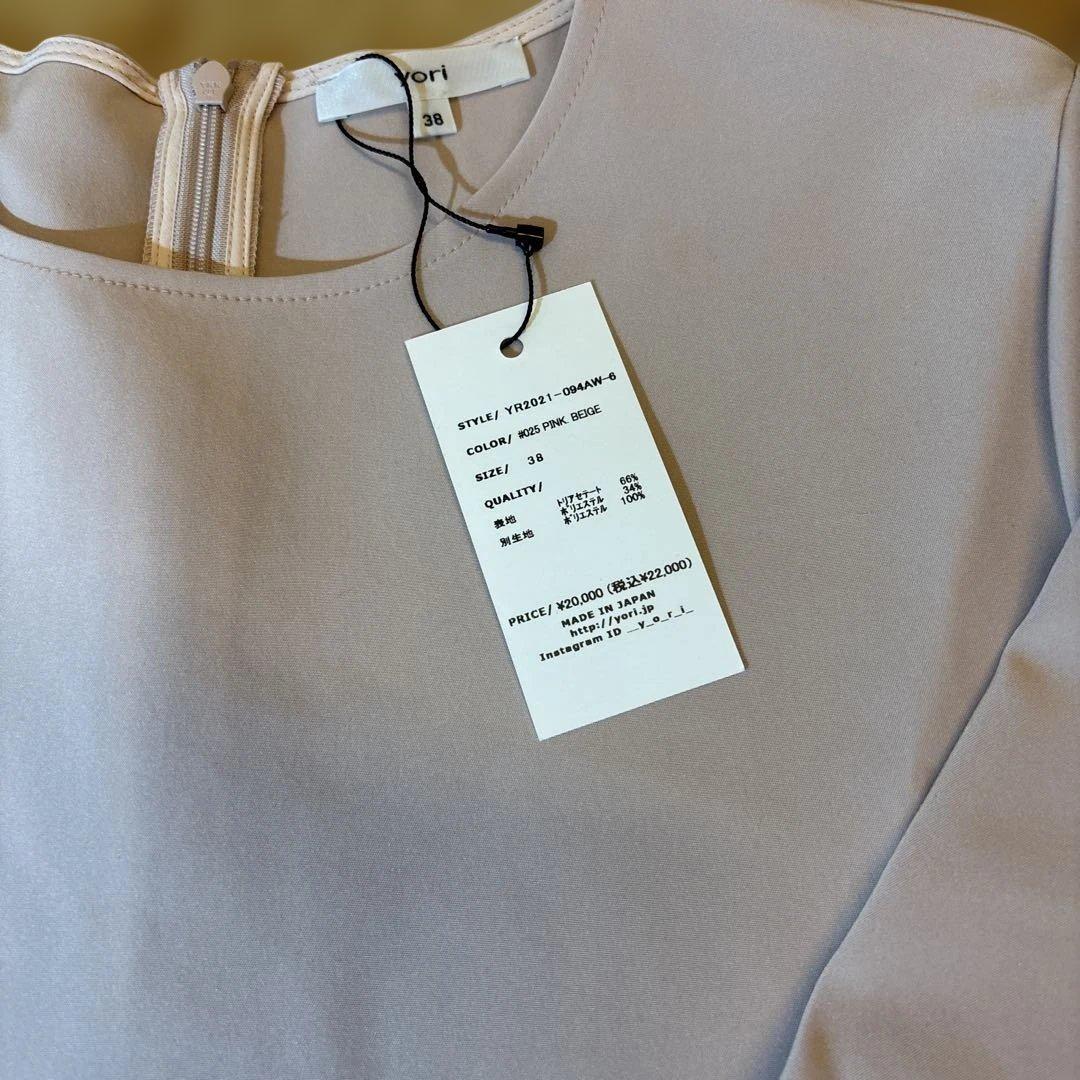 yori
38
STYLE/ YR2021-094AW-6
COLOR/ #025 PINK. BEIGE
SIZE/ 38
QUALITY/
表地 トリアセテート 66%
ポリエステル 34%
別生地 ポリエステル 100%
PRICE/ ¥20,000 (税込¥22,000)
MADE IN JAPAN
http://yori.jp
Instagram ID __y_o_r_i_